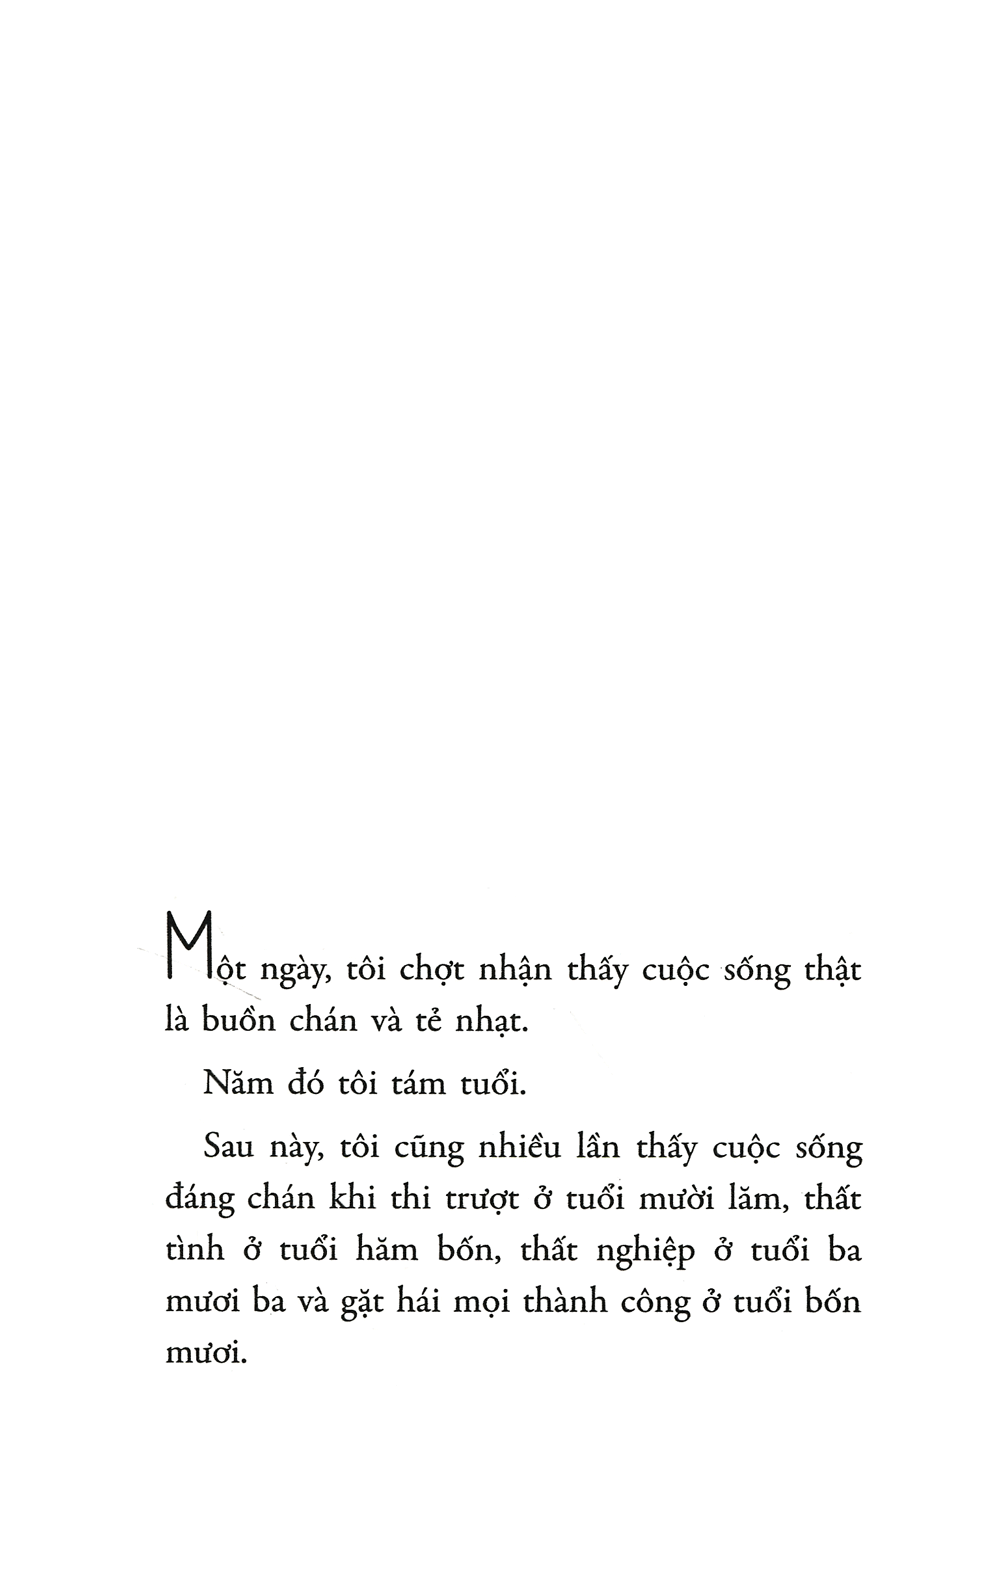 Một ngày, tôi chợt nhận thấy cuộc sống thật
là buồn chán và tẻ nhạt.
Năm đó tôi tám tuổi.
Sau này, tôi cũng nhiều lần thấy cuộc sống
đáng chán khi thi trượt ở tuổi mười lăm, thất
tình ở tuổi hăm bốn, thất nghiệp ở tuổi ba
mươi ba và gặt hái mọi thành công ở tuổi bốn
mươi.